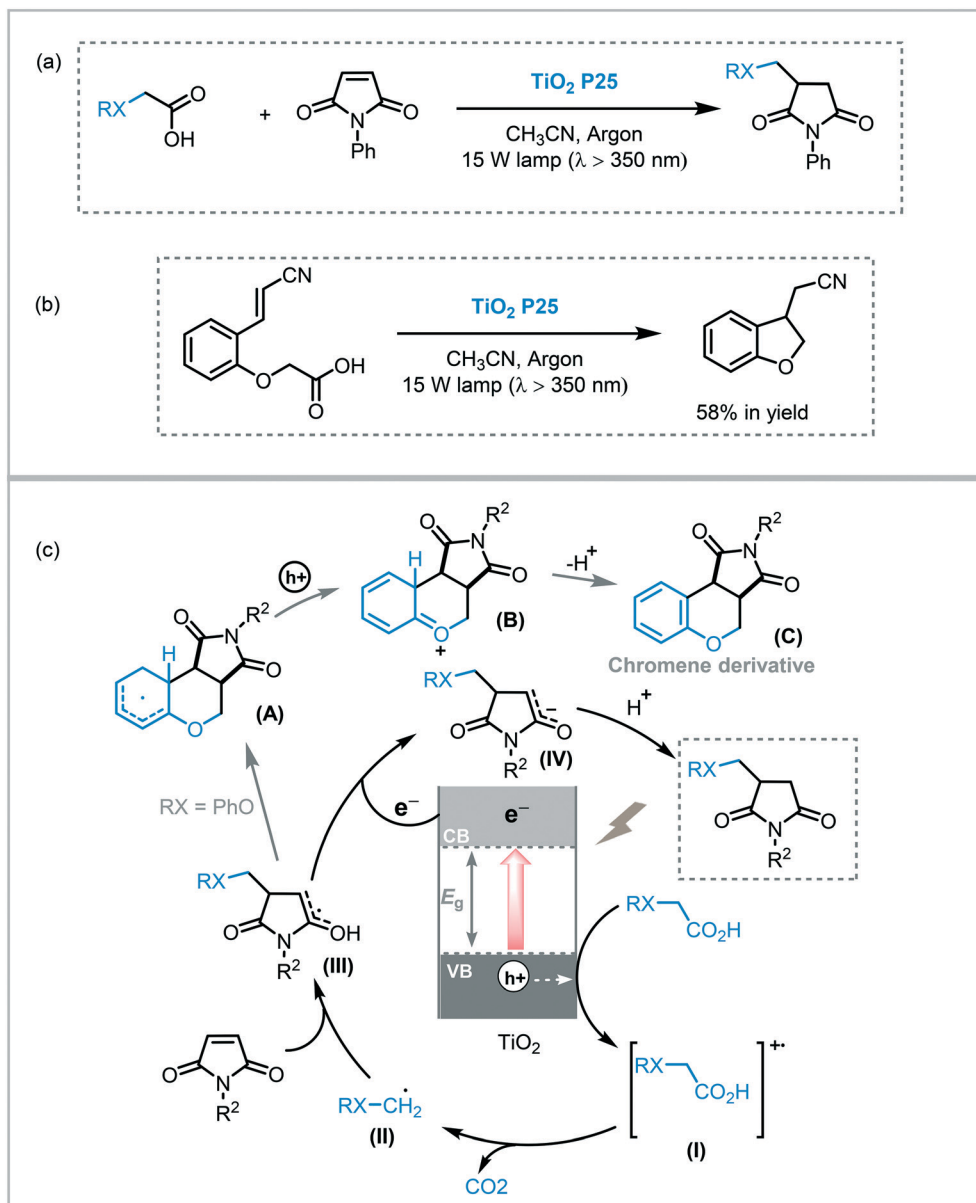 (a)
RX
O
OH
+
O
N
O
Ph
TiO2 P25
CH3CN, Argon
15 W lamp (λ > 350 nm)
RX
O
N
O
Ph
(b)
CN
O
OH
O
TiO2 P25
CH3CN, Argon
15 W lamp (λ > 350 nm)
CN
O
58% in yield
(c)
R2
O
N
O
H
O
+
(B)
h+
-H+
R2
O
N
O
O
(C)
Chromene derivative
R2
O
N
O
H
O
(A)
RX
O
N
O
R2
–
(IV)
H+
RX
O
N
O
R2
RX = PhO
e–
e–
CB
Eg
VB
h+
TiO2
RX
O
N
OH
R2
(III)
RX
CO2H
O
N
O
R2
RX–CH2
(II)
CO2
RX
CO2H
+·
(I)